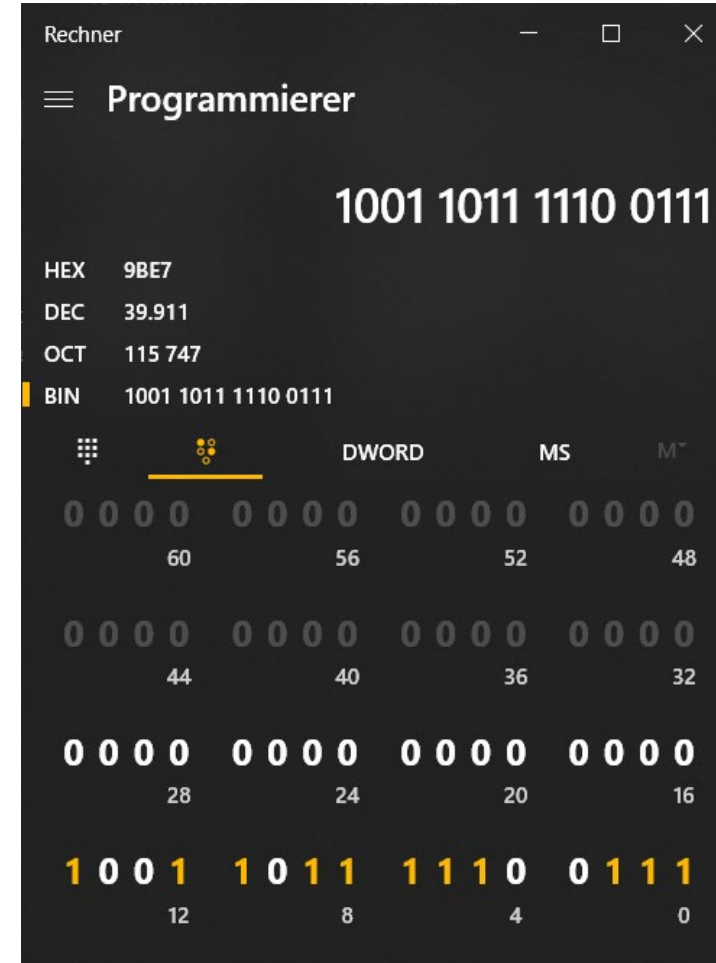 Rechner
Programmierer
1001 1011 1110 0111
HEX 9BE7
DEC 39.911
OCT 115 747
BIN 1001 1011 1110 0111
DWORD MS M
0 0 0 0 0 0 0 0 0 0 0 0 0 0 0 0
60 56 52 48
0 0 0 0 0 0 0 0 0 0 0 0 0 0 0 0
44 40 36 32
0 0 0 0 0 0 0 0 0 0 0 0 0 0 0 0
28 24 20 16
1 0 0 1 1 0 1 1 1 1 1 0 0 1 1 1
12 8 4 0